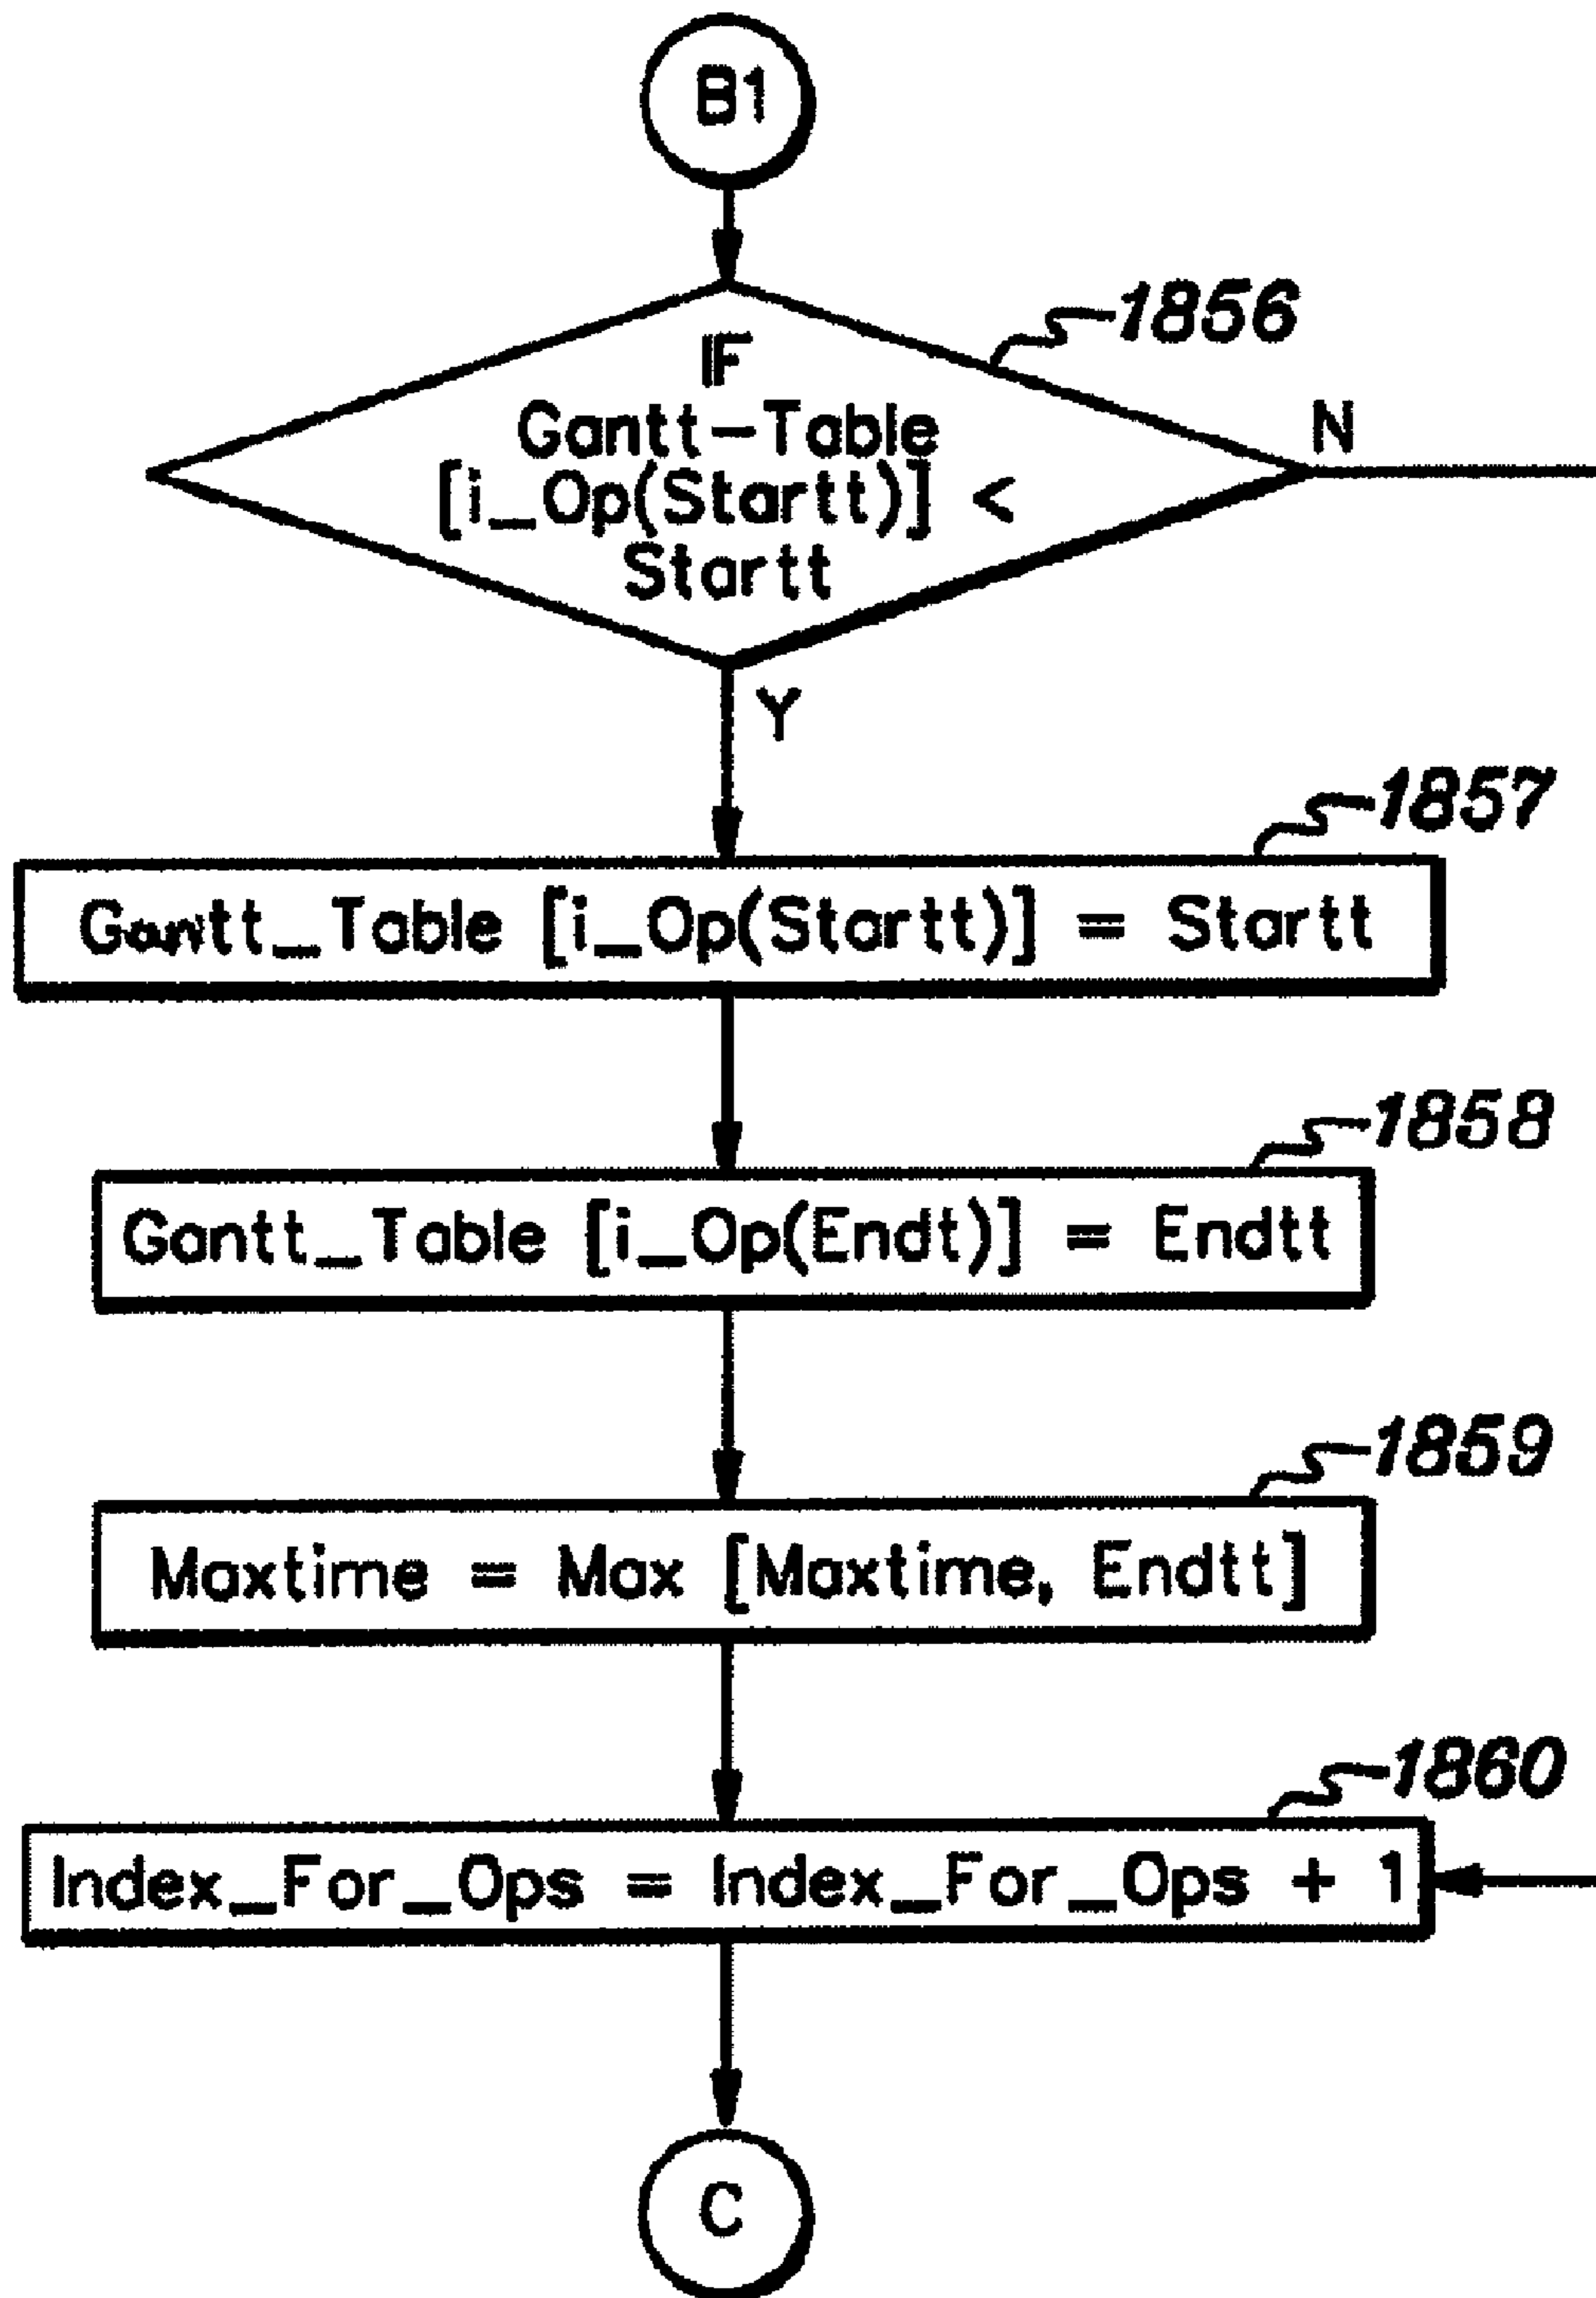 B1
1856
IF
Gantt-Table
[i_Op(Startt)] <
Startt
N
Y
1857
Gantt_Table [i_Op(Startt)] = Startt
1858
Gantt_Table [i_Op(Endt)] = Endtt
1859
Maxtime = Max [Maxtime, Endtt]
1860
Index_For_Ops = Index_For_Ops + 1
C